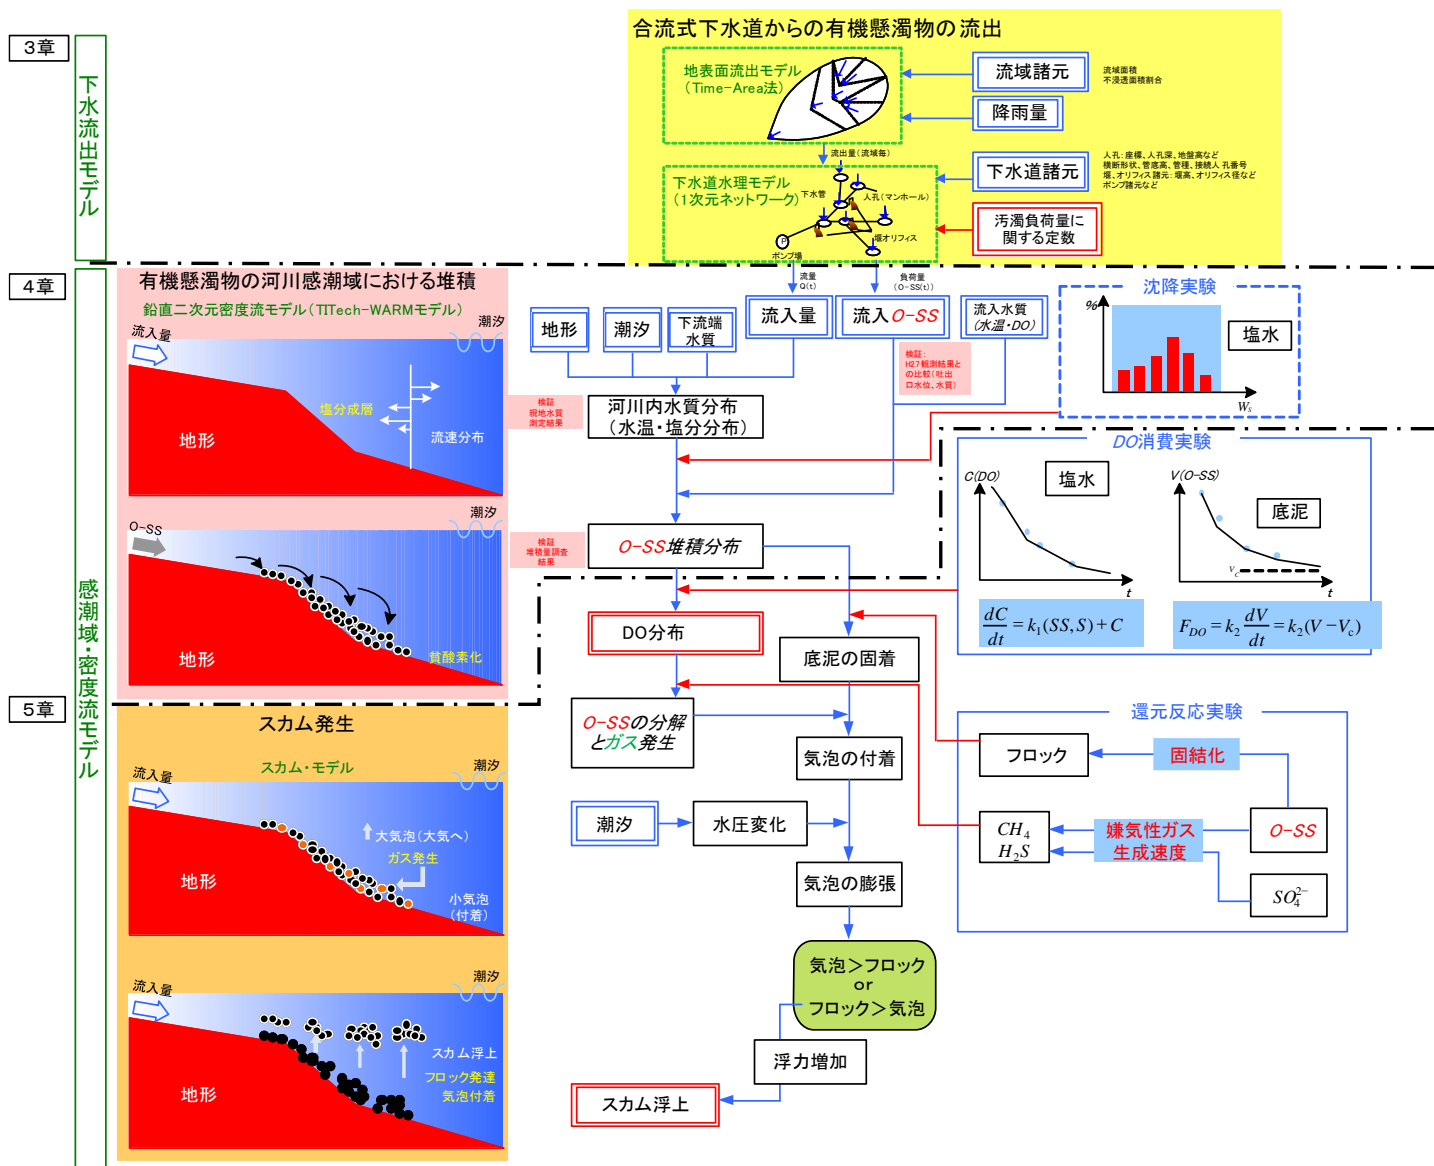 3章
下水流出モデル
合流式下水道からの有機懸濁物の流出
地表面流出モデル
(Time-Area法)
流域諸元
流域面積
不浸透面積割合
降雨量
流出量(流域毎)
下水道水理モデル
(1次元ネットワーク)
下水管
人孔(マンホール)
堰オリフィス
P
ポンプ場
下水道諸元
人孔:座標、人孔深、地盤高など
横断形状、管底高、管種、接続人孔番号
堰、オリフィス諸元:堰高、オリフィス径など
ポンプ諸元など
汚濁負荷量に
関する定数
4章
感潮域・密度流モデル
有機懸濁物の河川感潮域における堆積
鉛直二次元密度流モデル(TITech-WARMモデル)
流入量
潮汐
塩分成層
流速分布
地形
O-SS
潮汐
貧酸素化
地形
流量
Q(t)
負荷量
(O-SS(t))
地形
潮汐
下流端
水質
流入量
流入O-SS
流入水質
(水温・DO)
検証:
H27観測結果と
の比較(吐出
口水位、水質)
検証
現地水質
測定結果
河川内水質分布
(水温・塩分分布)
沈降実験
%
塩水
Ws
DO消費実験
C(DO)
塩水
t
V(O-SS)
底泥
vc
t
dC/dt = k1(SS,S)+C
FDO = k2 dV/dt = k2(V−Vc)
検証
堆積量調査
結果
O-SS堆積分布
DO分布
底泥の固着
5章
スカム発生
スカム・モデル
流入量
潮汐
大気泡(大気へ)
ガス発生
小気泡
(付着)
地形
流入量
潮汐
スカム浮上
フロック発達
気泡付着
地形
O-SSの分解
とガス発生
気泡の付着
潮汐
水圧変化
気泡の膨張
気泡>フロック
or
フロック>気泡
浮力増加
スカム浮上
還元反応実験
フロック
固結化
CH4
H2S
嫌気性ガス
生成速度
O-SS
SO4^2−